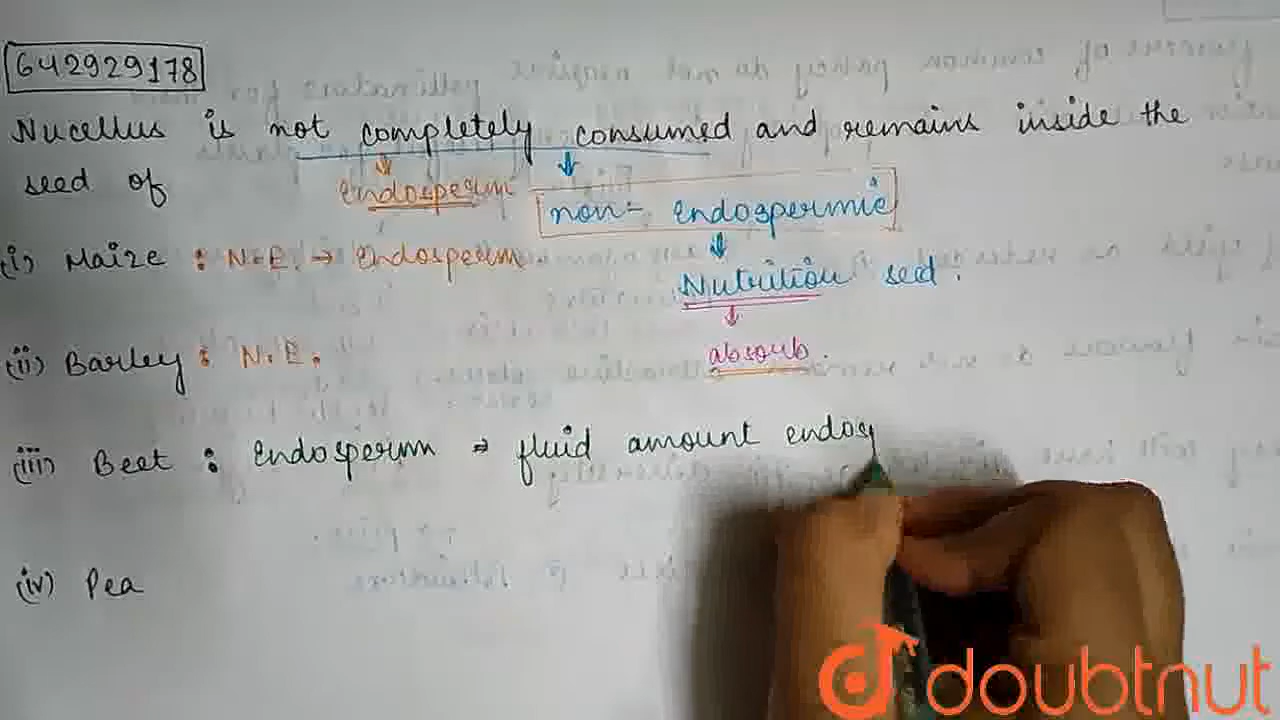 642929178
Nucellus is not completely consumed and remains inside the
seed of
Endosperm
non- Endospermic
(i) Maize : N.E. → Endosperm
Nutrition seed.
(ii) Barley : N.E.
absorb.
(iii) Beet : Endosperm ⇒ fluid amount endosp
(iv) Pea
doubtnut